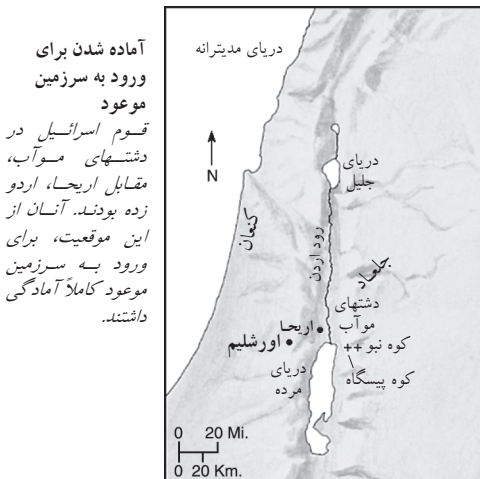 آماده شدن برای
ورود به سرزمین
موعود
قوم اسرائیل در
دشتهای موآب،
مقابل اریحا، اردو
زده بودند. آنان از
این موقعیت، برای
ورود به سرزمین
موعود کاملاً آمادگی
داشتند.
دریای مدیترانه
N
دریای
جلیل
کنعان
رود اردن
جلعاد
دشتهای
موآب
اریحا
اورشلیم
کوه نبو
++
دریای
مرده
کوه پیسگاه
0 20 Mi.
0 20 Km.